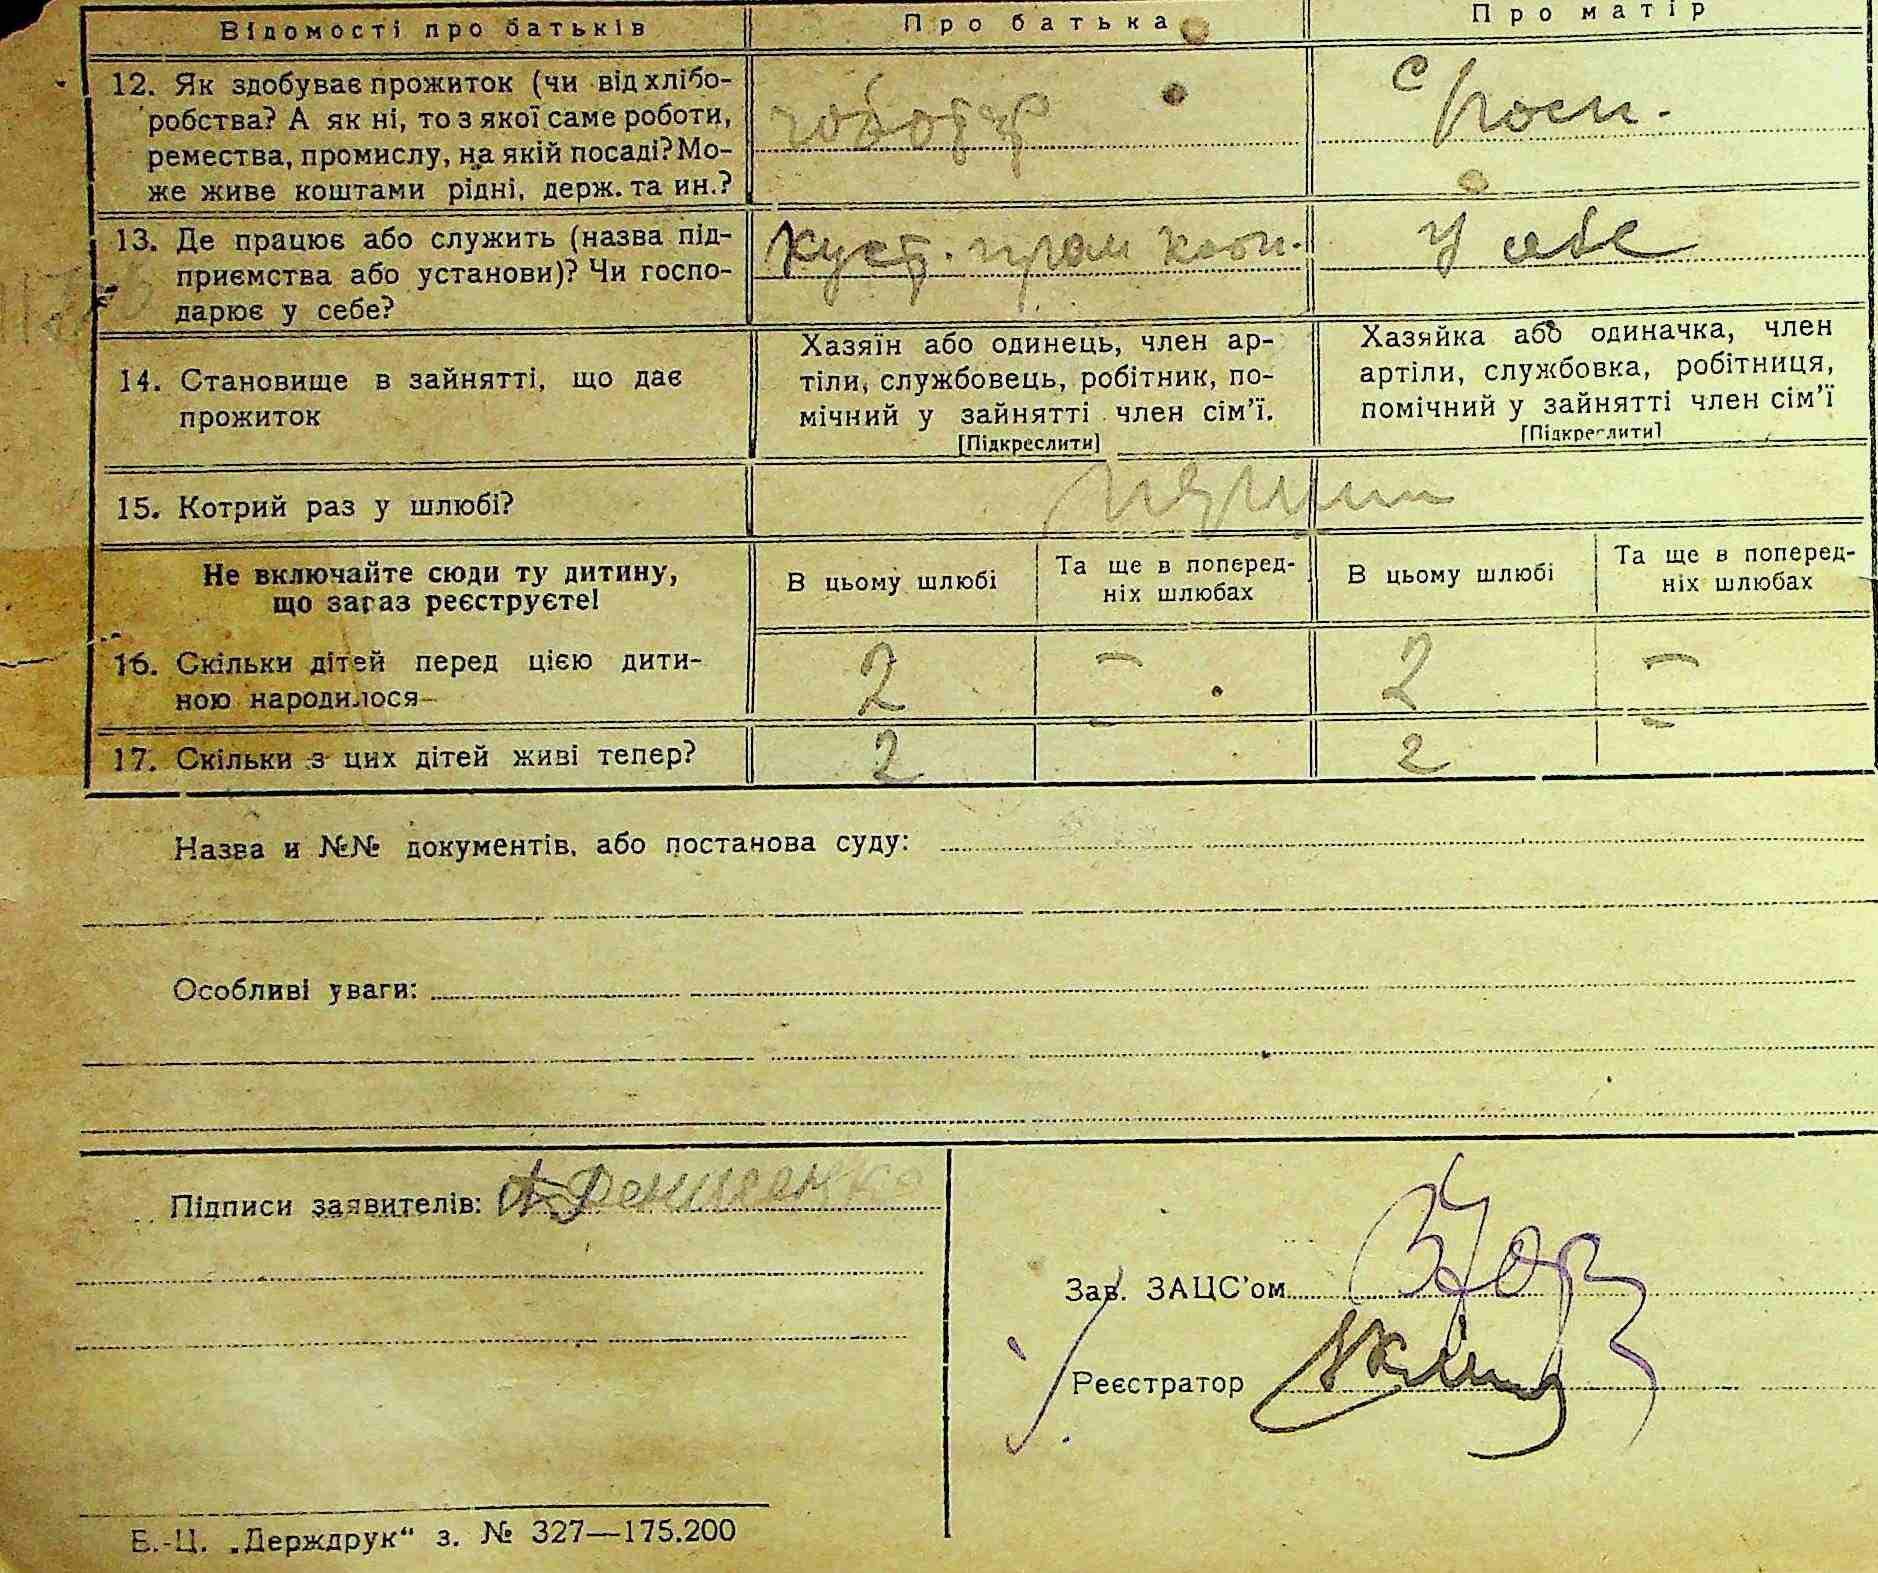 Відомості про батьків
Про батька
Про матір
12. Як здобуває прожиток (чи від хлібо-
робства? А як ні, то з якої саме роботи,
ремества, промислу, на якій посаді? Мо-
же живе коштами рідні, держ. та ин.?
13. Де працює або служить (назва під-
приємства або установи)? Чи госпо-
дарює у себе?
куст. пром кооп.
у себе
14. Становище в зайнятті, що дає
прожиток
Хазяїн або одинець, член ар-
тіли, службовець, робітник, по-
мічний у зайнятті член сім’ї.
[Підкреслити]
Хазяйка або одиначка, член
артіли, службовка, робітниця,
помічний у зайнятті член сім’ї
[Підкреслити]
15. Котрий раз у шлюбі?
Не включайте сюди ту дитину,
що зараз реєструєте!
В цьому шлюбі
Та ще в поперед-
ніх шлюбах
В цьому шлюбі
Та ще в поперед-
ніх шлюбах
16. Скільки дітей перед цією дити-
ною народилося
2 — 2 —
17. Скільки з цих дітей живі тепер?
2 — 2 —
Назва и №№ документів, або постанова суду:
Особливі уваги:
Підписи заявителів:
Зав. ЗАЦС’ом
Реєстратор
Б.-Ц. „Держдрук“ з. № 327—175.200